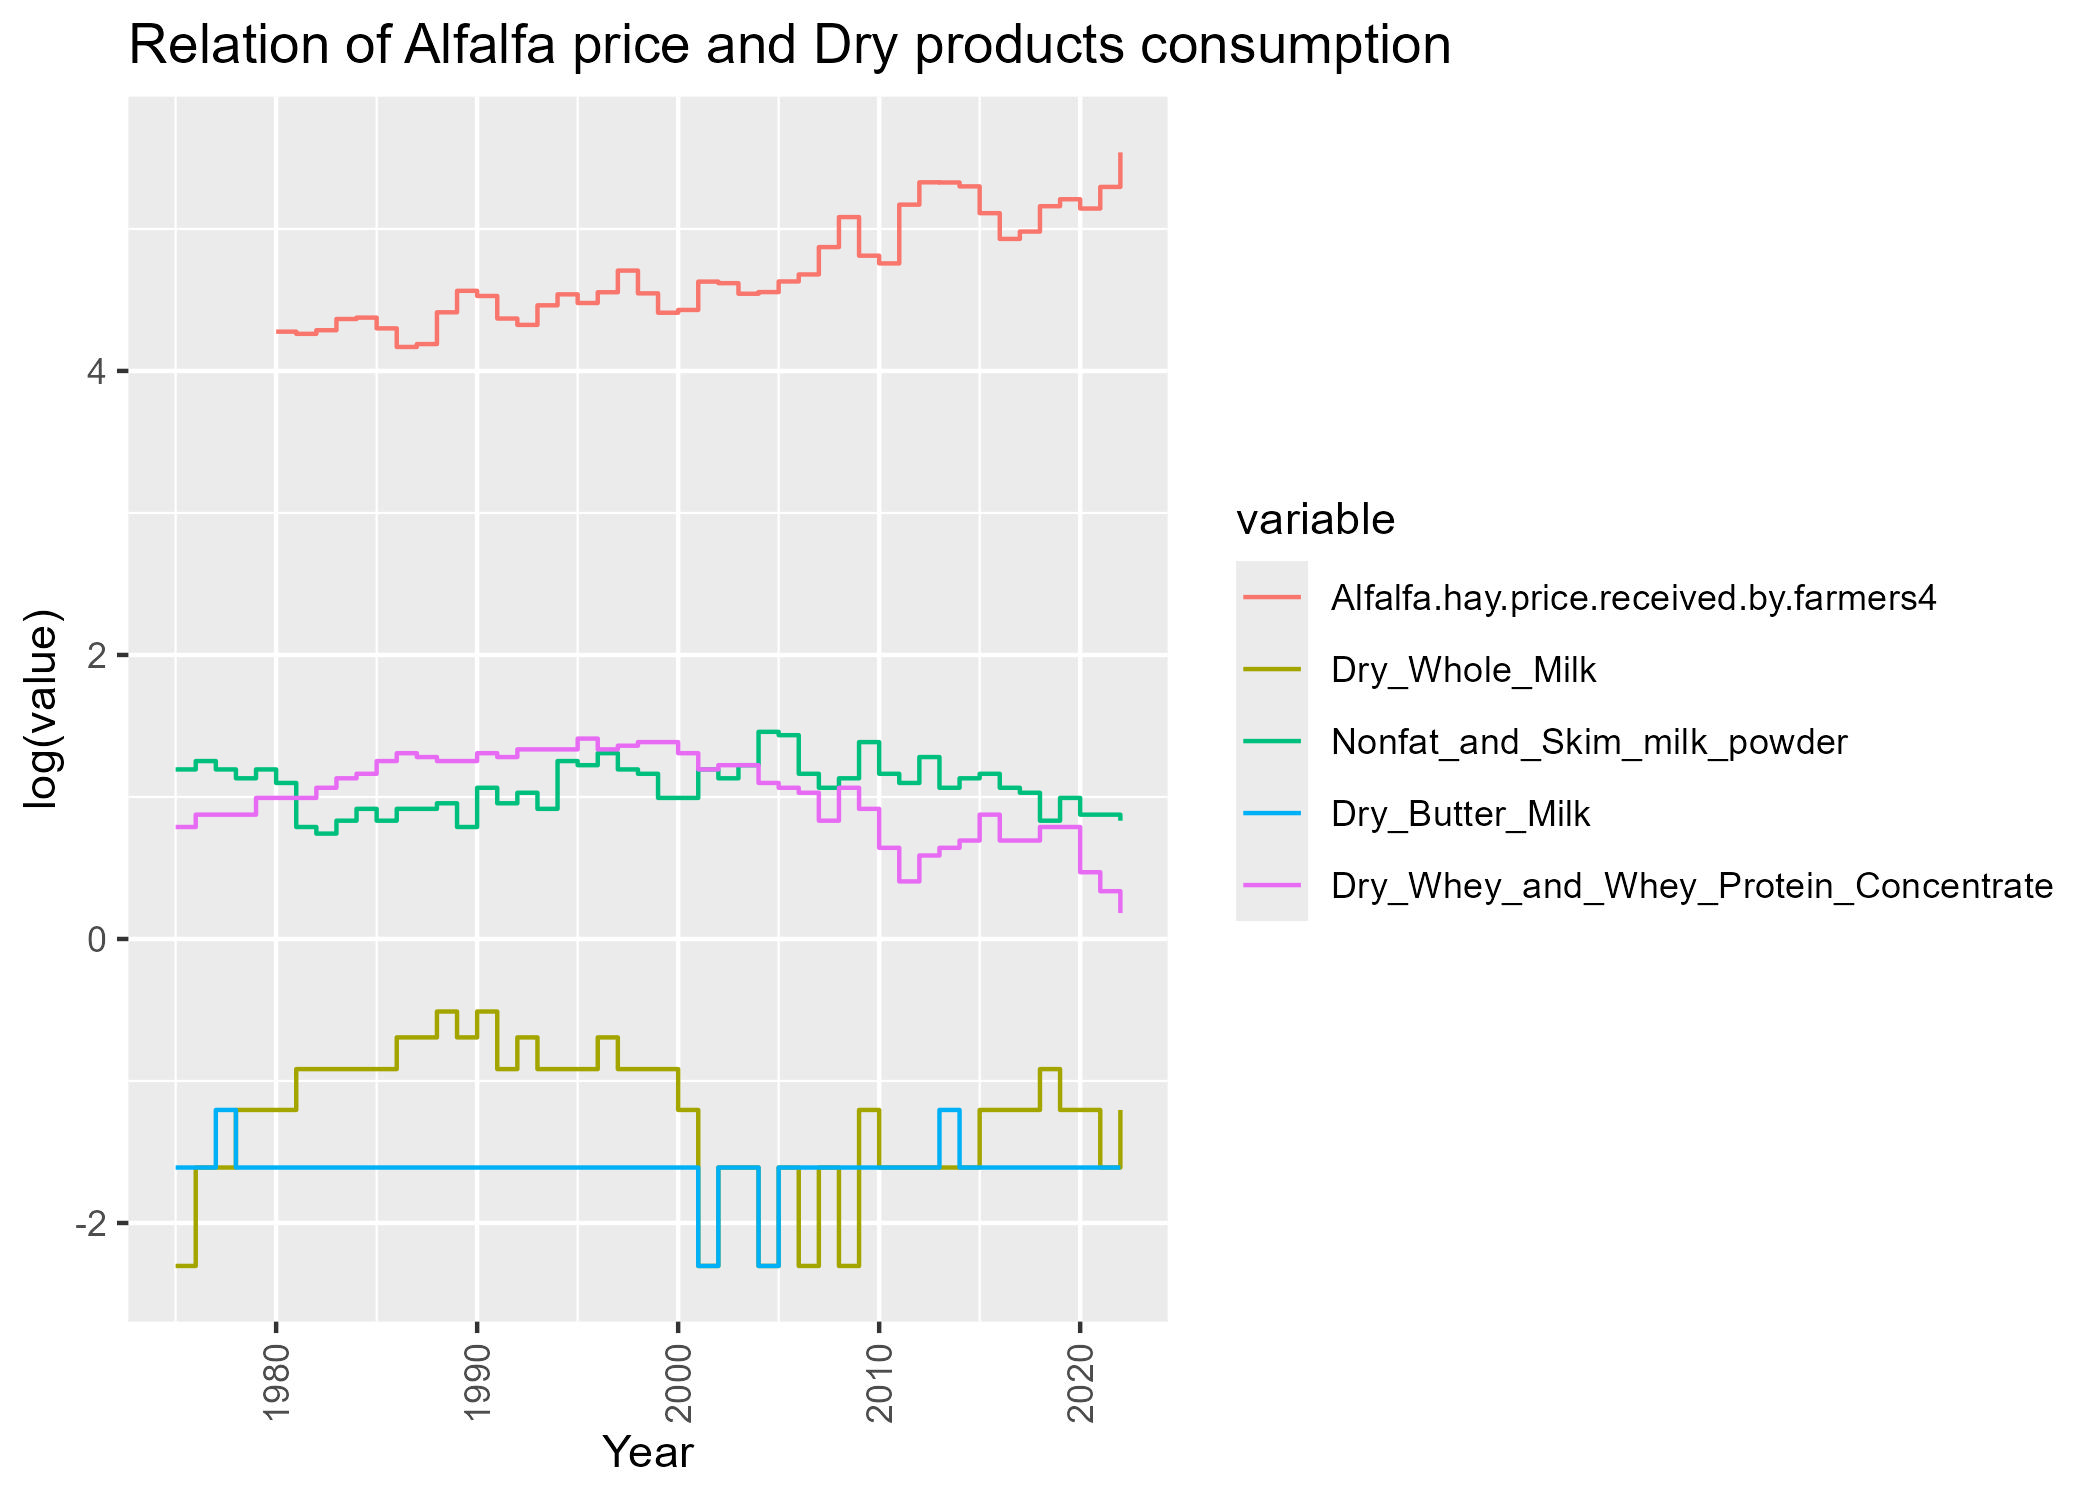 Relation of Alfalfa price and Dry products consumption
log(value)
4
2
0
-2
1980
1990
2000
2010
2020
Year
variable
Alfalfa.hay.price.received.by.farmers4
Dry_Whole_Milk
Nonfat_and_Skim_milk_powder
Dry_Butter_Milk
Dry_Whey_and_Whey_Protein_Concentrate